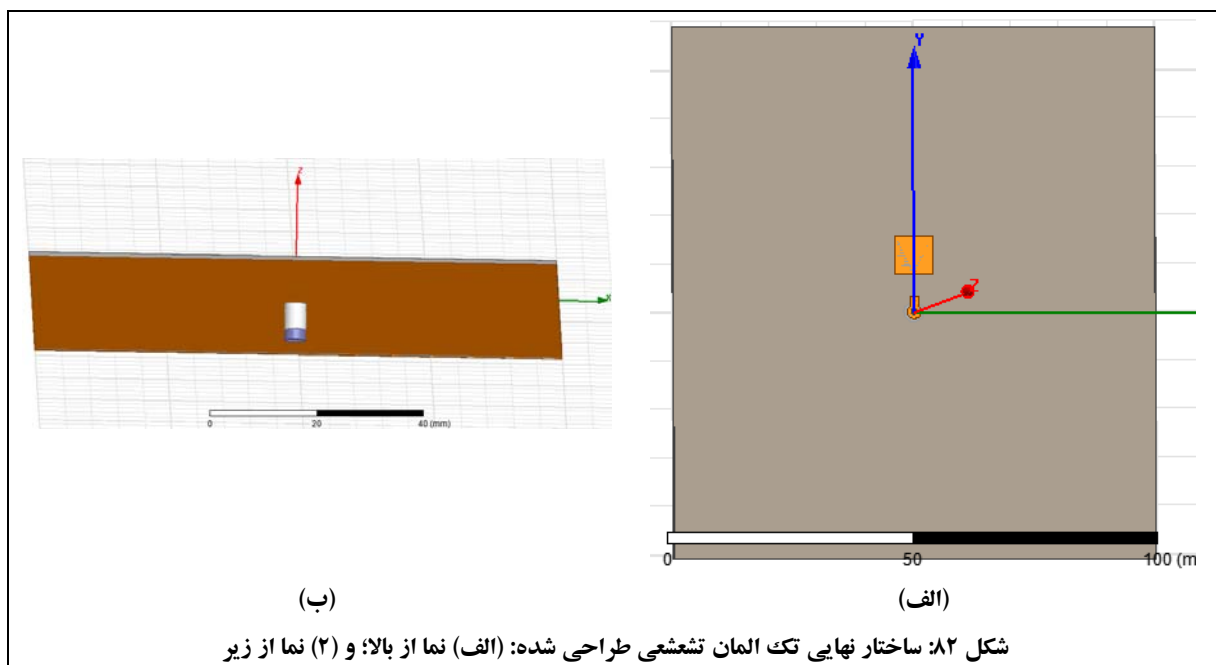 Y
Z
0
50
100 (m
(الف)
Z
X
0
20
40 (mm)
(ب)
شکل ۸۲: ساختار نهایی تک المان تشعشعی طراحی شده: (الف) نما از بالا؛ و (۲) نما از زیر